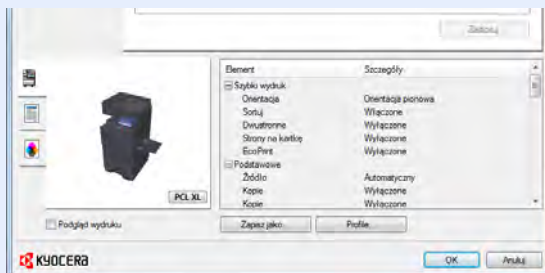 Zastosuj
Element Szczegóły
Szybki wydruk
Orientacja Orientacja pionowa
Sortuj Włączone
Dwustronne Wyłączone
Strony na kartkę Wyłączone
EcoPrint Wyłączone
Podstawowe
Źródło Automatyczny
Kopie Wyłączone
Kopie Wyłączone
PCL XL
Podgląd wydruku Zapisz jako... Profile...
KYOCERA OK Anuluj